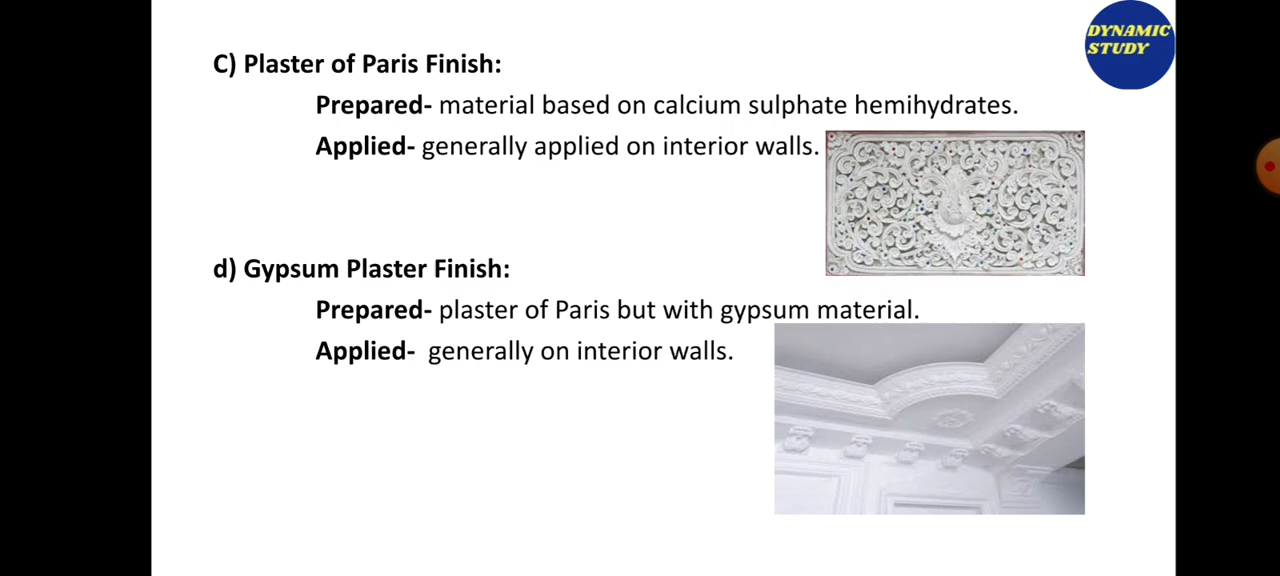 DYNAMIC
STUDY
C) Plaster of Paris Finish:
Prepared- material based on calcium sulphate hemihydrates.
Applied- generally applied on interior walls.
d) Gypsum Plaster Finish:
Prepared- plaster of Paris but with gypsum material.
Applied- generally on interior walls.